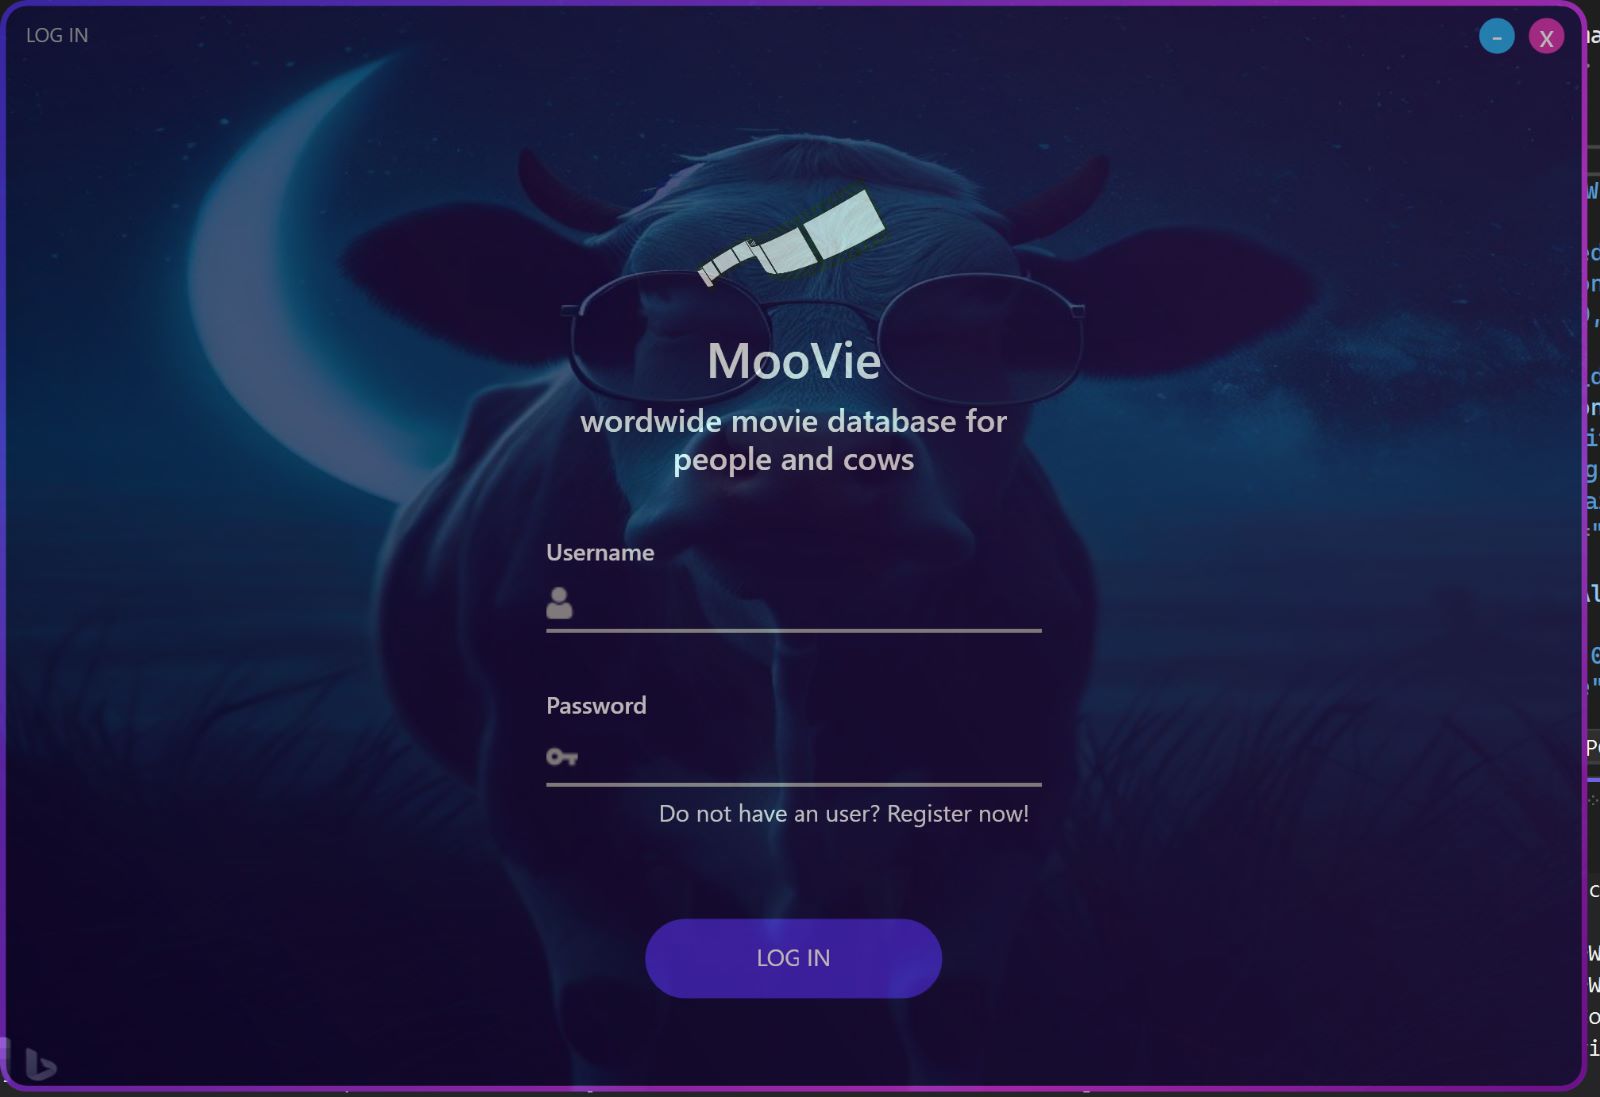 LOG IN
-
X
MooVie
wordwide movie database for
people and cows
Username
Password
Do not have an user? Register now!
LOG IN